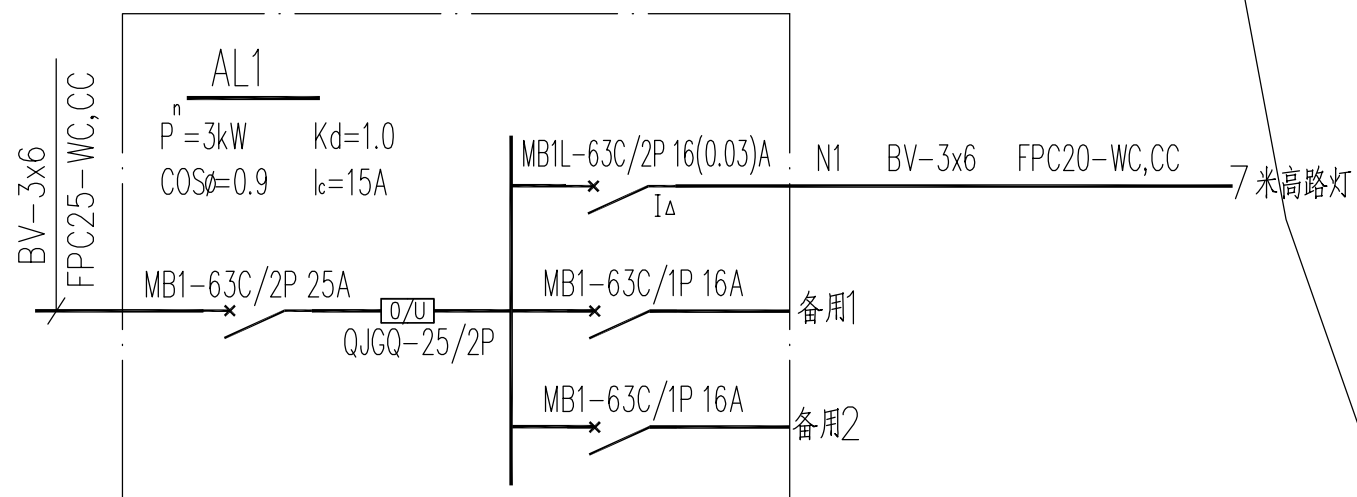 AL1
Pn=3kW Kd=1.0
COSø=0.9 Ic=15A
BV-3x6
FPC25-WC,CC
MB1-63C/2P 25A
O/U
QJGQ-25/2P
MB1L-63C/2P 16(0.03)A
I△
N1 BV-3x6 FPC20-WC,CC
7米高路灯
MB1-63C/1P 16A
备用1
MB1-63C/1P 16A
备用2